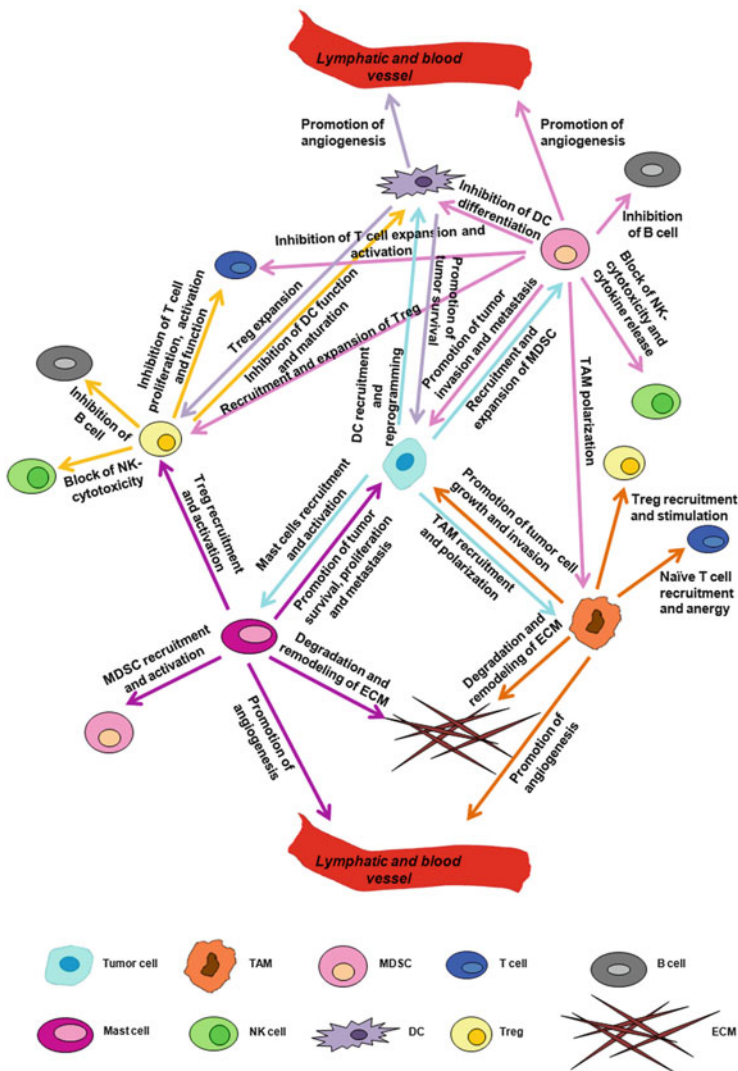 Lymphatic and blood
vessel
Promotion of
angiogenesis
Promotion of
angiogenesis
Inhibition of DC
differentiation
Inhibition
of B cell
Inhibition of T cell expansion and
activation
Block of NK-
cytotoxicity and
cytokine release
Inhibition of T cell
proliferation, activation
and function
Treg expansion
Inhibition of DC function
and maturation
Recruitment and expansion of Treg
Promotion of
tumor survival
Promotion of tumor
invasion and metastasis
Recruitment and
expansion of MDSC
DC recruitment
and
reprogramming
TAM polarization
Inhibition of
B cell
Block of NK-
cytotoxicity
Treg recruitment
and activation
Mast cells recruitment
and activation
Promotion of tumor
survival, proliferation
and metastasis
Promotion of tumor cell
growth and invasion
TAM recruitment
and polarization
Treg recruitment
and stimulation
Naïve T cell
recruitment
and anergy
MDSC recruitment
and activation
Degradation and
remodeling of ECM
Degradation and
remodeling of ECM
Promotion of
angiogenesis
Promotion of
angiogenesis
Lymphatic and blood
vessel
Tumor cell
TAM
MDSC
T cell
B cell
Mast cell
NK cell
DC
Treg
ECM